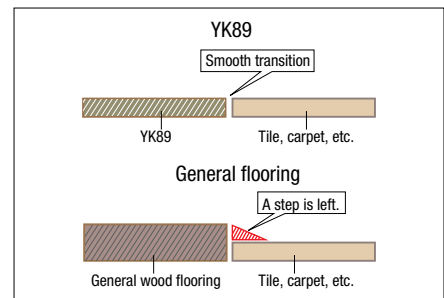 YK89
Smooth transition
YK89
Tile, carpet, etc.
General flooring
A step is left.
General wood flooring
Tile, carpet, etc.